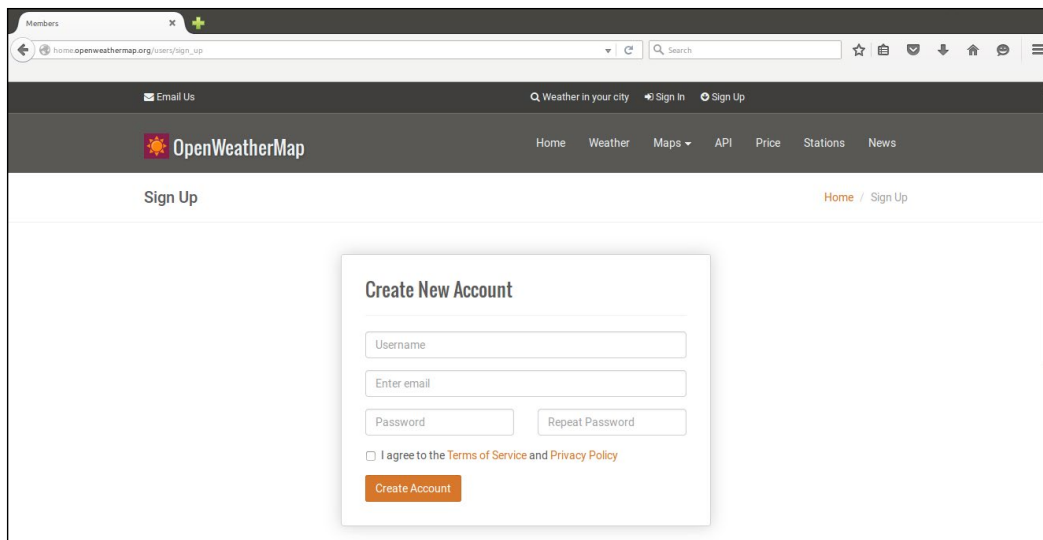 Members
home.openweathermap.org/users/sign_up
Search
Email Us
Weather in your city Sign In Sign Up
OpenWeatherMap
Home Weather Maps API Price Stations News
Sign Up
Home / Sign Up
Create New Account
Username
Enter email
Password Repeat Password
I agree to the Terms of Service and Privacy Policy
Create Account